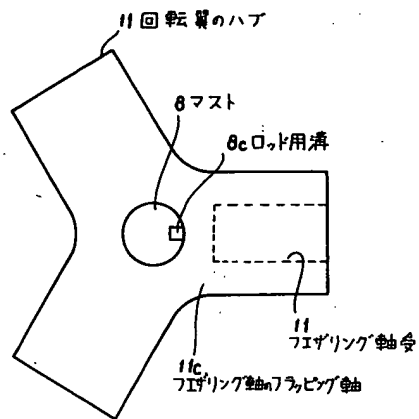 11 回転翼のハブ
8 マスト
8c ロッド用溝
11
フエザリング軸受
11c
フエザリング軸のフラッピング軸